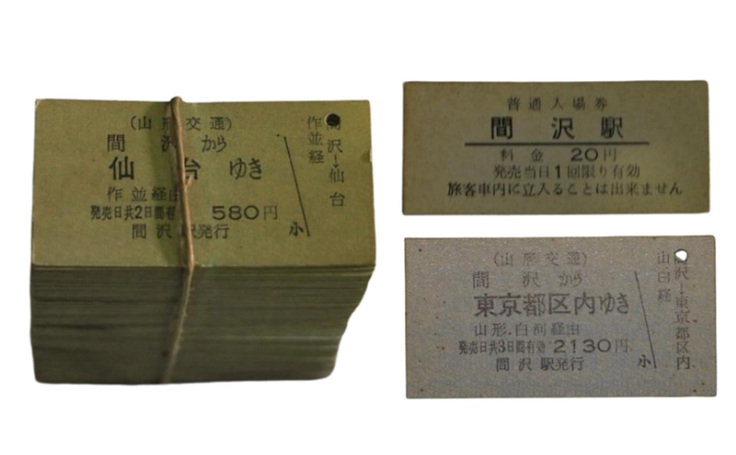 (山形交通)
間沢から
仙台ゆき
作並経由
発売日共2日間有 580円
間沢駅発行
小
間沢→仙台
作並経
普通入場券
間沢駅
料金 20円
発売当日1回限り有効
旅客車内に立入ることは出来ません
(山形交通)
間沢から
東京都区内ゆき
山形,白河経由
発売日共3日間有効 2130円
間沢駅発行
小
間沢→東京都区内
山白経